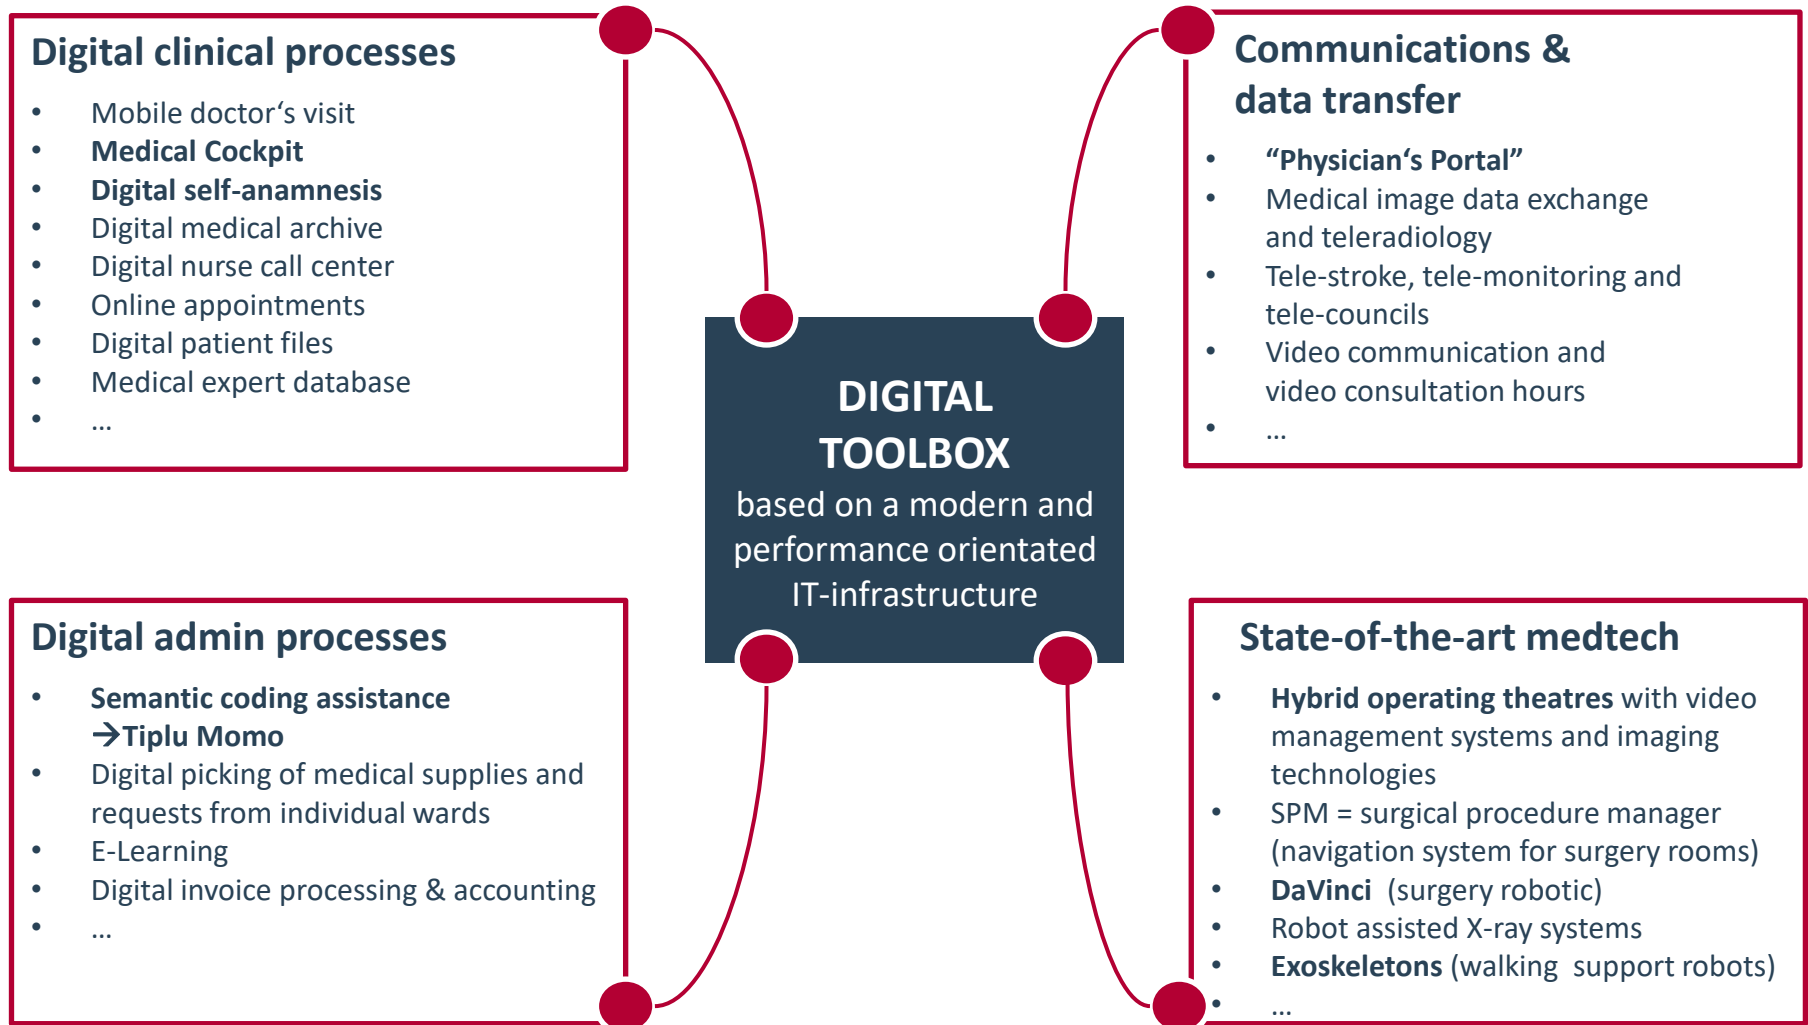 Digital clinical processes
• Mobile doctor‘s visit
• Medical Cockpit
• Digital self-anamnesis
• Digital medical archive
• Digital nurse call center
• Online appointments
• Digital patient files
• Medical expert database
• ...
Communications &
data transfer
• “Physician‘s Portal”
• Medical image data exchange
and teleradiology
• Tele-stroke, tele-monitoring and
tele-councils
• Video communication and
video consultation hours
• ...
DIGITAL
TOOLBOX
based on a modern and
performance orientated
IT-infrastructure
Digital admin processes
• Semantic coding assistance
→Tiplu Momo
• Digital picking of medical supplies and
requests from individual wards
• E-Learning
• Digital invoice processing & accounting
• ...
State-of-the-art medtech
• Hybrid operating theatres with video
management systems and imaging
technologies
• SPM = surgical procedure manager
(navigation system for surgery rooms)
• DaVinci (surgery robotic)
• Robot assisted X-ray systems
• Exoskeletons (walking support robots)
• ...